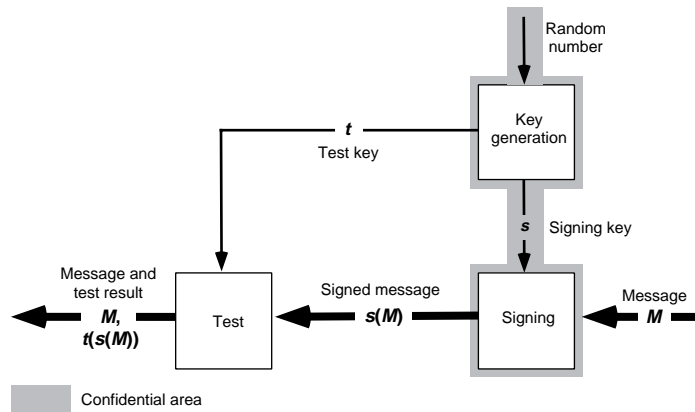 Random
number
Key
generation
t
Test key
s
Signing key
Message and
test result
M,
t(s(M))
Test
Signed message
s(M)
Signing
Message
M
Confidential area